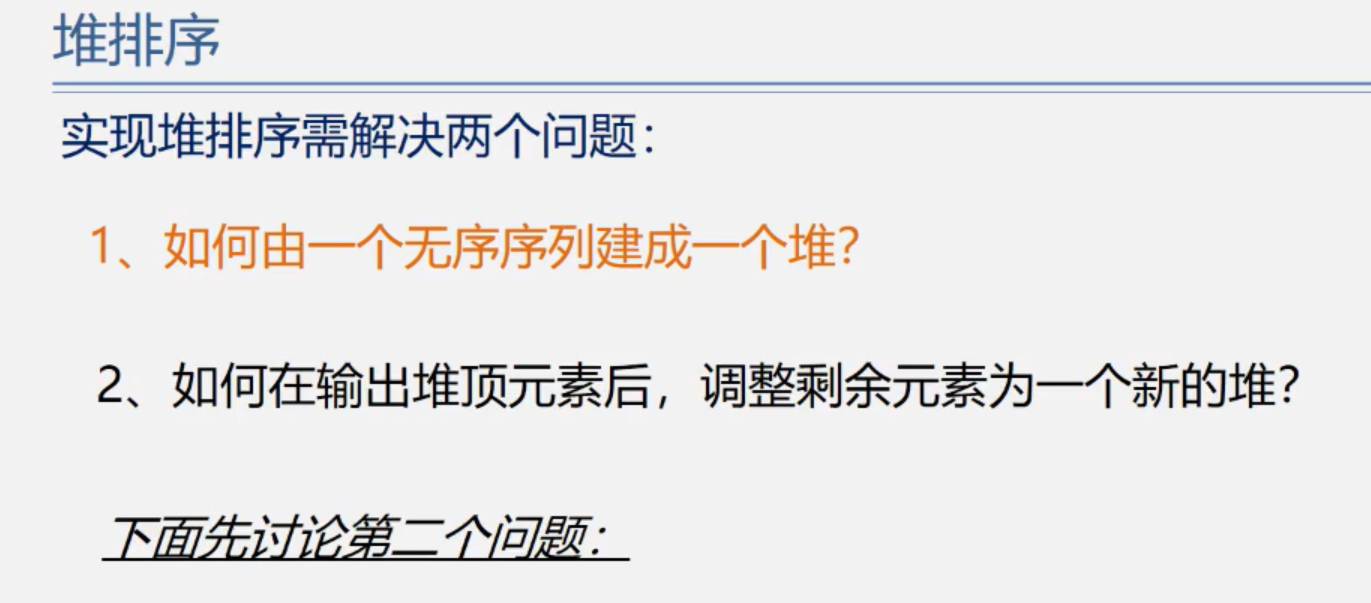 堆排序
实现堆排序需解决两个问题：
1、如何由一个无序序列建成一个堆？
2、如何在输出堆顶元素后，调整剩余元素为一个新的堆？
下面先讨论第二个问题：